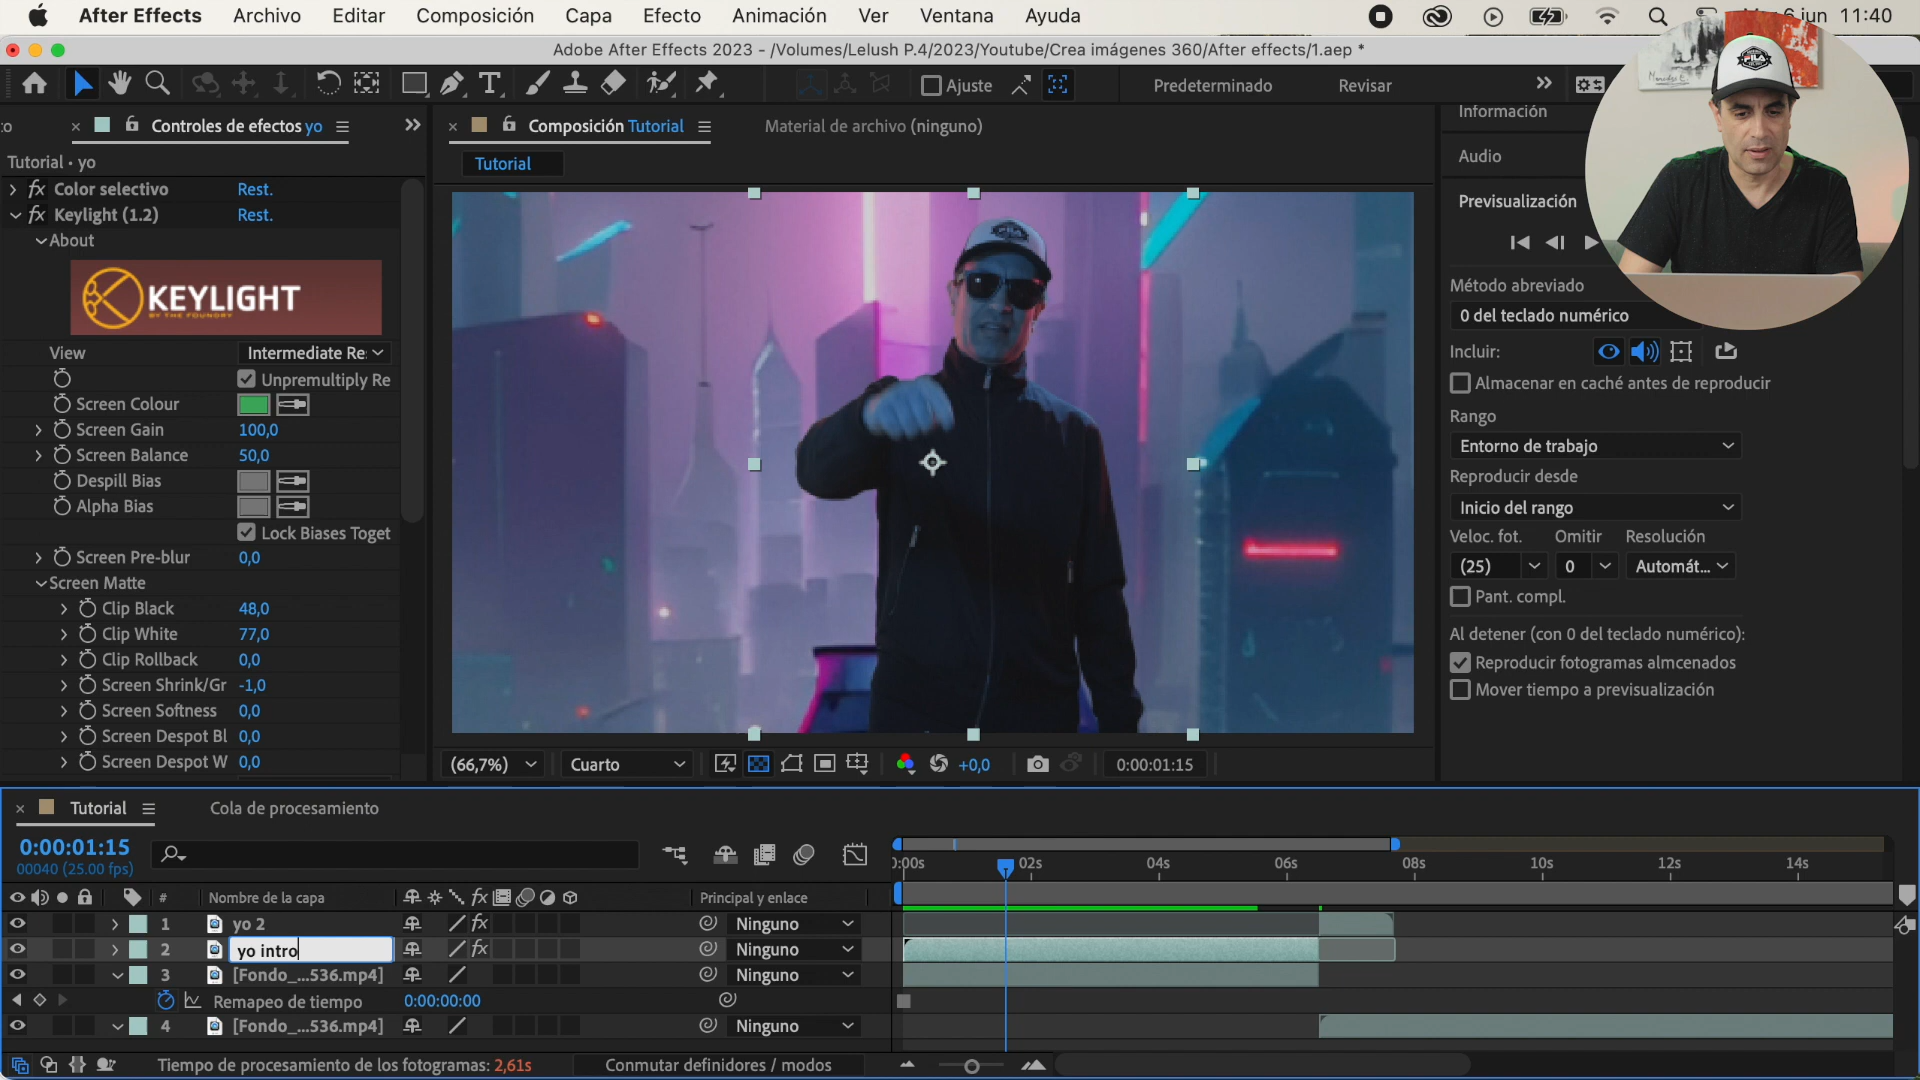 After Effects Archivo Editar Composición Capa Efecto Animación Ver Ventana Ayuda
6 jun 11:40
Adobe After Effects 2023 - /Volumes/Lelush P.4/2023/Youtube/Crea imágenes 360/After effects/1.aep *
Ajuste
Predeterminado
Revisar
Controles de efectos yo
Composición Tutorial
Material de archivo (ninguno)
Tutorial • yo
Tutorial
Color selectivo Rest.
Keylight (1.2) Rest.
About
KEYLIGHT
BY THE FOUNDRY
View Intermediate Re:
Unpremultiply Re
Screen Colour
Screen Gain 100,0
Screen Balance 50,0
Despill Bias
Alpha Bias
Lock Biases Toget
Screen Pre-blur 0,0
Screen Matte
Clip Black 48,0
Clip White 77,0
Clip Rollback 0,0
Screen Shrink/Gr -1,0
Screen Softness 0,0
Screen Despot Bl 0,0
Screen Despot W 0,0
(66,7%)
Cuarto
+0,0
0:00:01:15
Información
Audio
Previsualización
Método abreviado
0 del teclado numérico
Incluir:
Almacenar en caché antes de reproducir
Rango
Entorno de trabajo
Reproducir desde
Inicio del rango
Veloc. fot. Omitir Resolución
(25) 0 Automát...
Pant. compl.
Al detener (con 0 del teclado numérico):
Reproducir fotogramas almcenados
Mover tiempo a previsualización
Tutorial
Cola de procesamiento
0:00:01:15
00040 (25.00 fps)
):00s 02s 04s 06s 08s 10s 12s 14s
# Nombre de la capa
Principal y enlace
1 yo 2 Ninguno
2 yo intro Ninguno
3 [Fondo_...536.mp4] Ninguno
Remapeo de tiempo 0:00:00:00
4 [Fondo_...536.mp4] Ninguno
Tiempo de procesamiento de los fotogramas: 2,61s
Conmutar definidores / modos